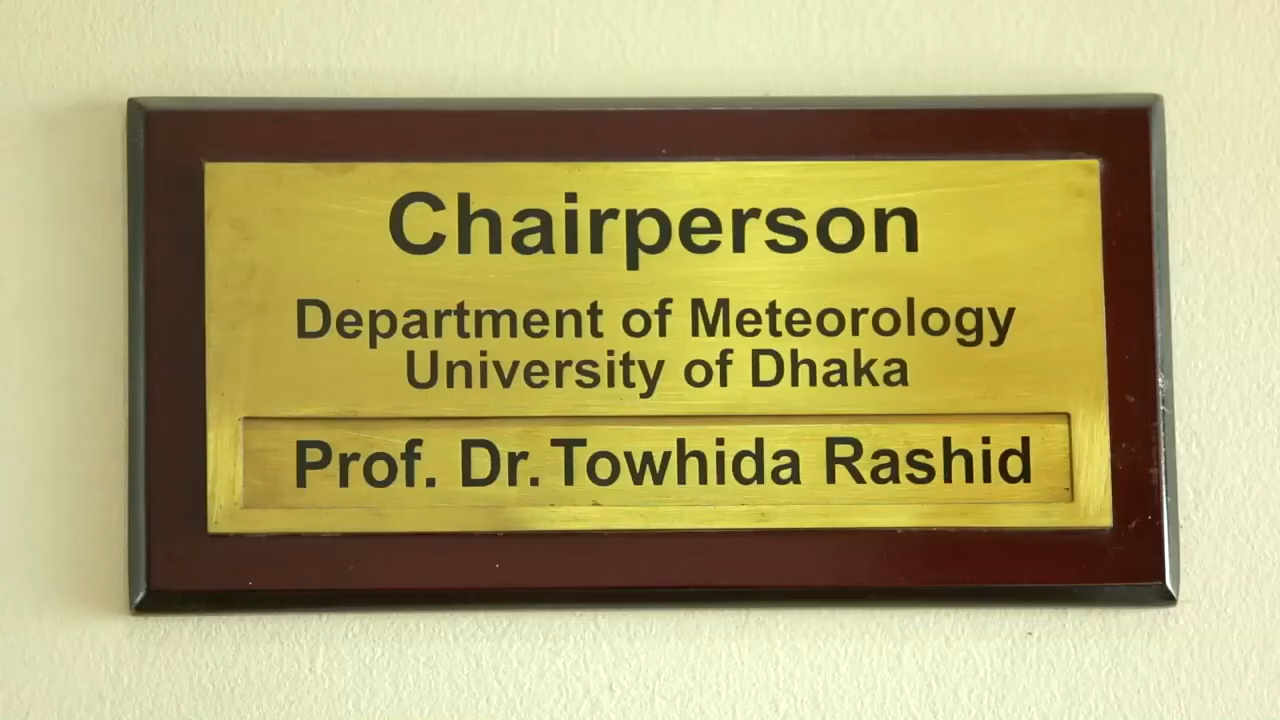 Chairperson
Department of Meteorology
University of Dhaka
Prof. Dr. Towhida Rashid